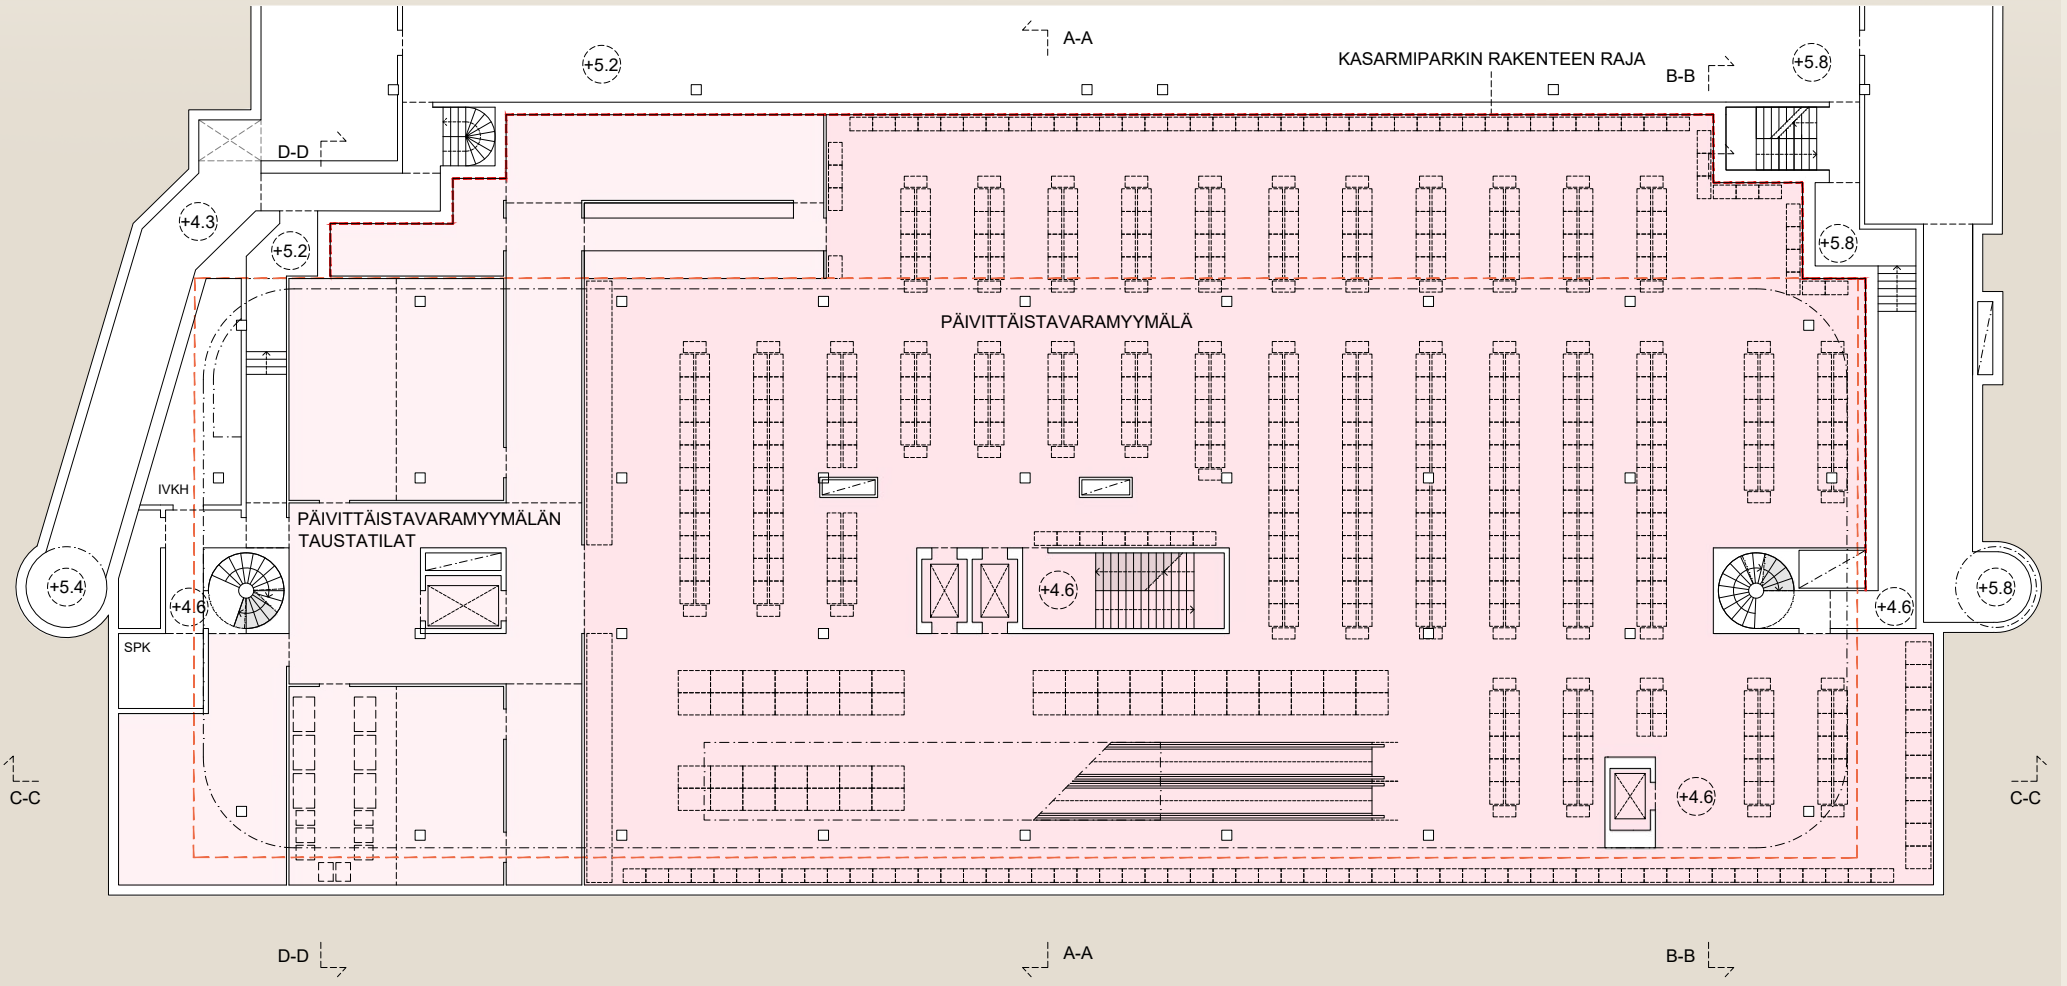 A-A
+5.2
KASARMIPARKIN RAKENTEEN RAJA
B-B
+5.8
D-D
+4.3
+5.2
+5.8
PÄIVITTÄISTAVARAMYYMÄLÄ
IVKH
PÄIVITTÄISTAVARAMYYMÄLÄN
TAUSTATILAT
+5.4
+4.6
+4.6
+4.6
+5.8
SPK
C-C
+4.6
C-C
D-D
A-A
B-B